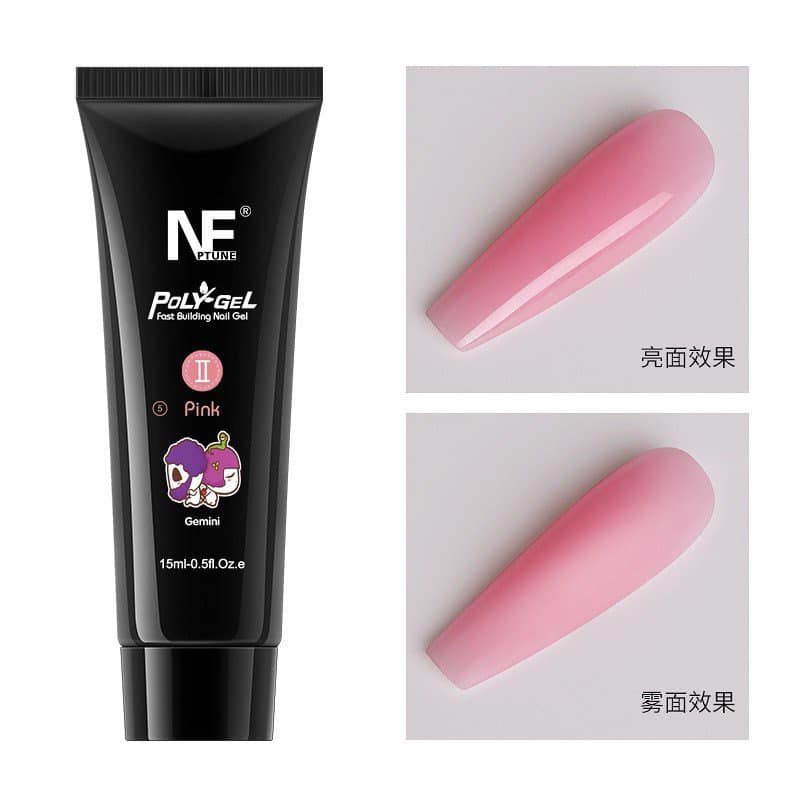 NF®
PTUNE
POLY-GEL
Fast Building Nail Gel
II
5 Pink
Gemini
15ml-0.5fl.Oz.e
亮面效果
雾面效果